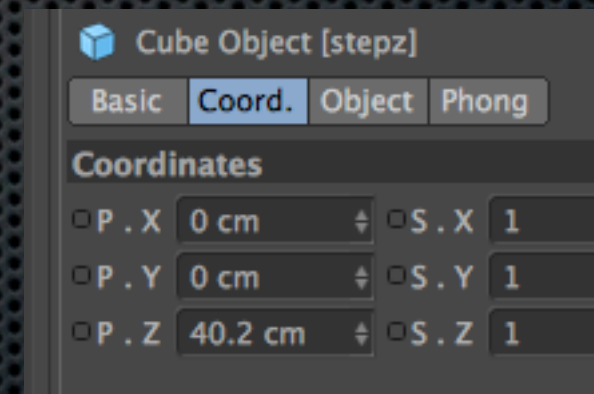 Cube Object [stepz]
Basic Coord. Object Phong
Coordinates
P . X 0 cm S . X 1
P . Y 0 cm S . Y 1
P . Z 40.2 cm S . Z 1